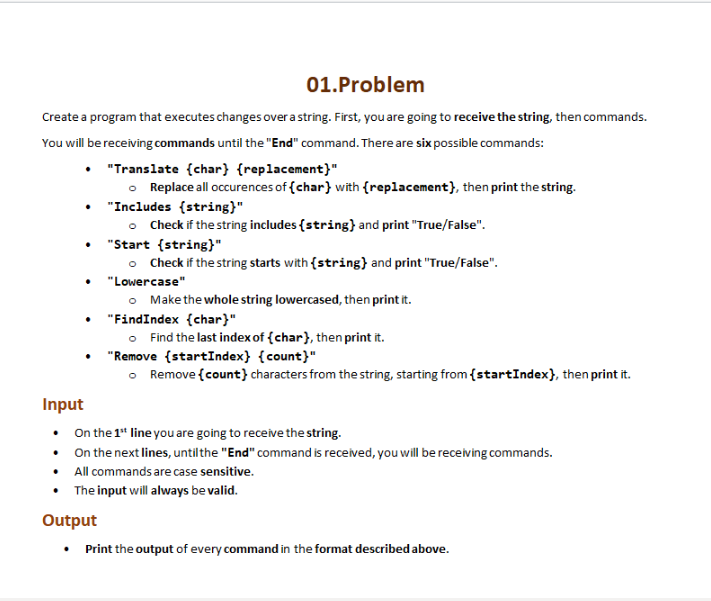 01.Problem
Create a program that executes changes over a string. First, you are going to receive the string, then commands.
You will be receiving commands until the "End" command. There are six possible commands:
• "Translate {char} {replacement}"
o Replace all occurences of {char} with {replacement}, then print the string.
• "Includes {string}"
o Check if the string includes {string} and print "True/False".
• "Start {string}"
o Check if the string starts with {string} and print "True/False".
• "Lowercase"
o Make the whole string lowercased, then print it.
• "FindIndex {char}"
o Find the last index of {char}, then print it.
• "Remove {startIndex} {count}"
o Remove {count} characters from the string, starting from {startIndex}, then print it.
Input
• On the 1st line you are going to receive the string.
• On the next lines, until the "End" command is received, you will be receiving commands.
• All commands are case sensitive.
• The input will always be valid.
Output
• Print the output of every command in the format described above.